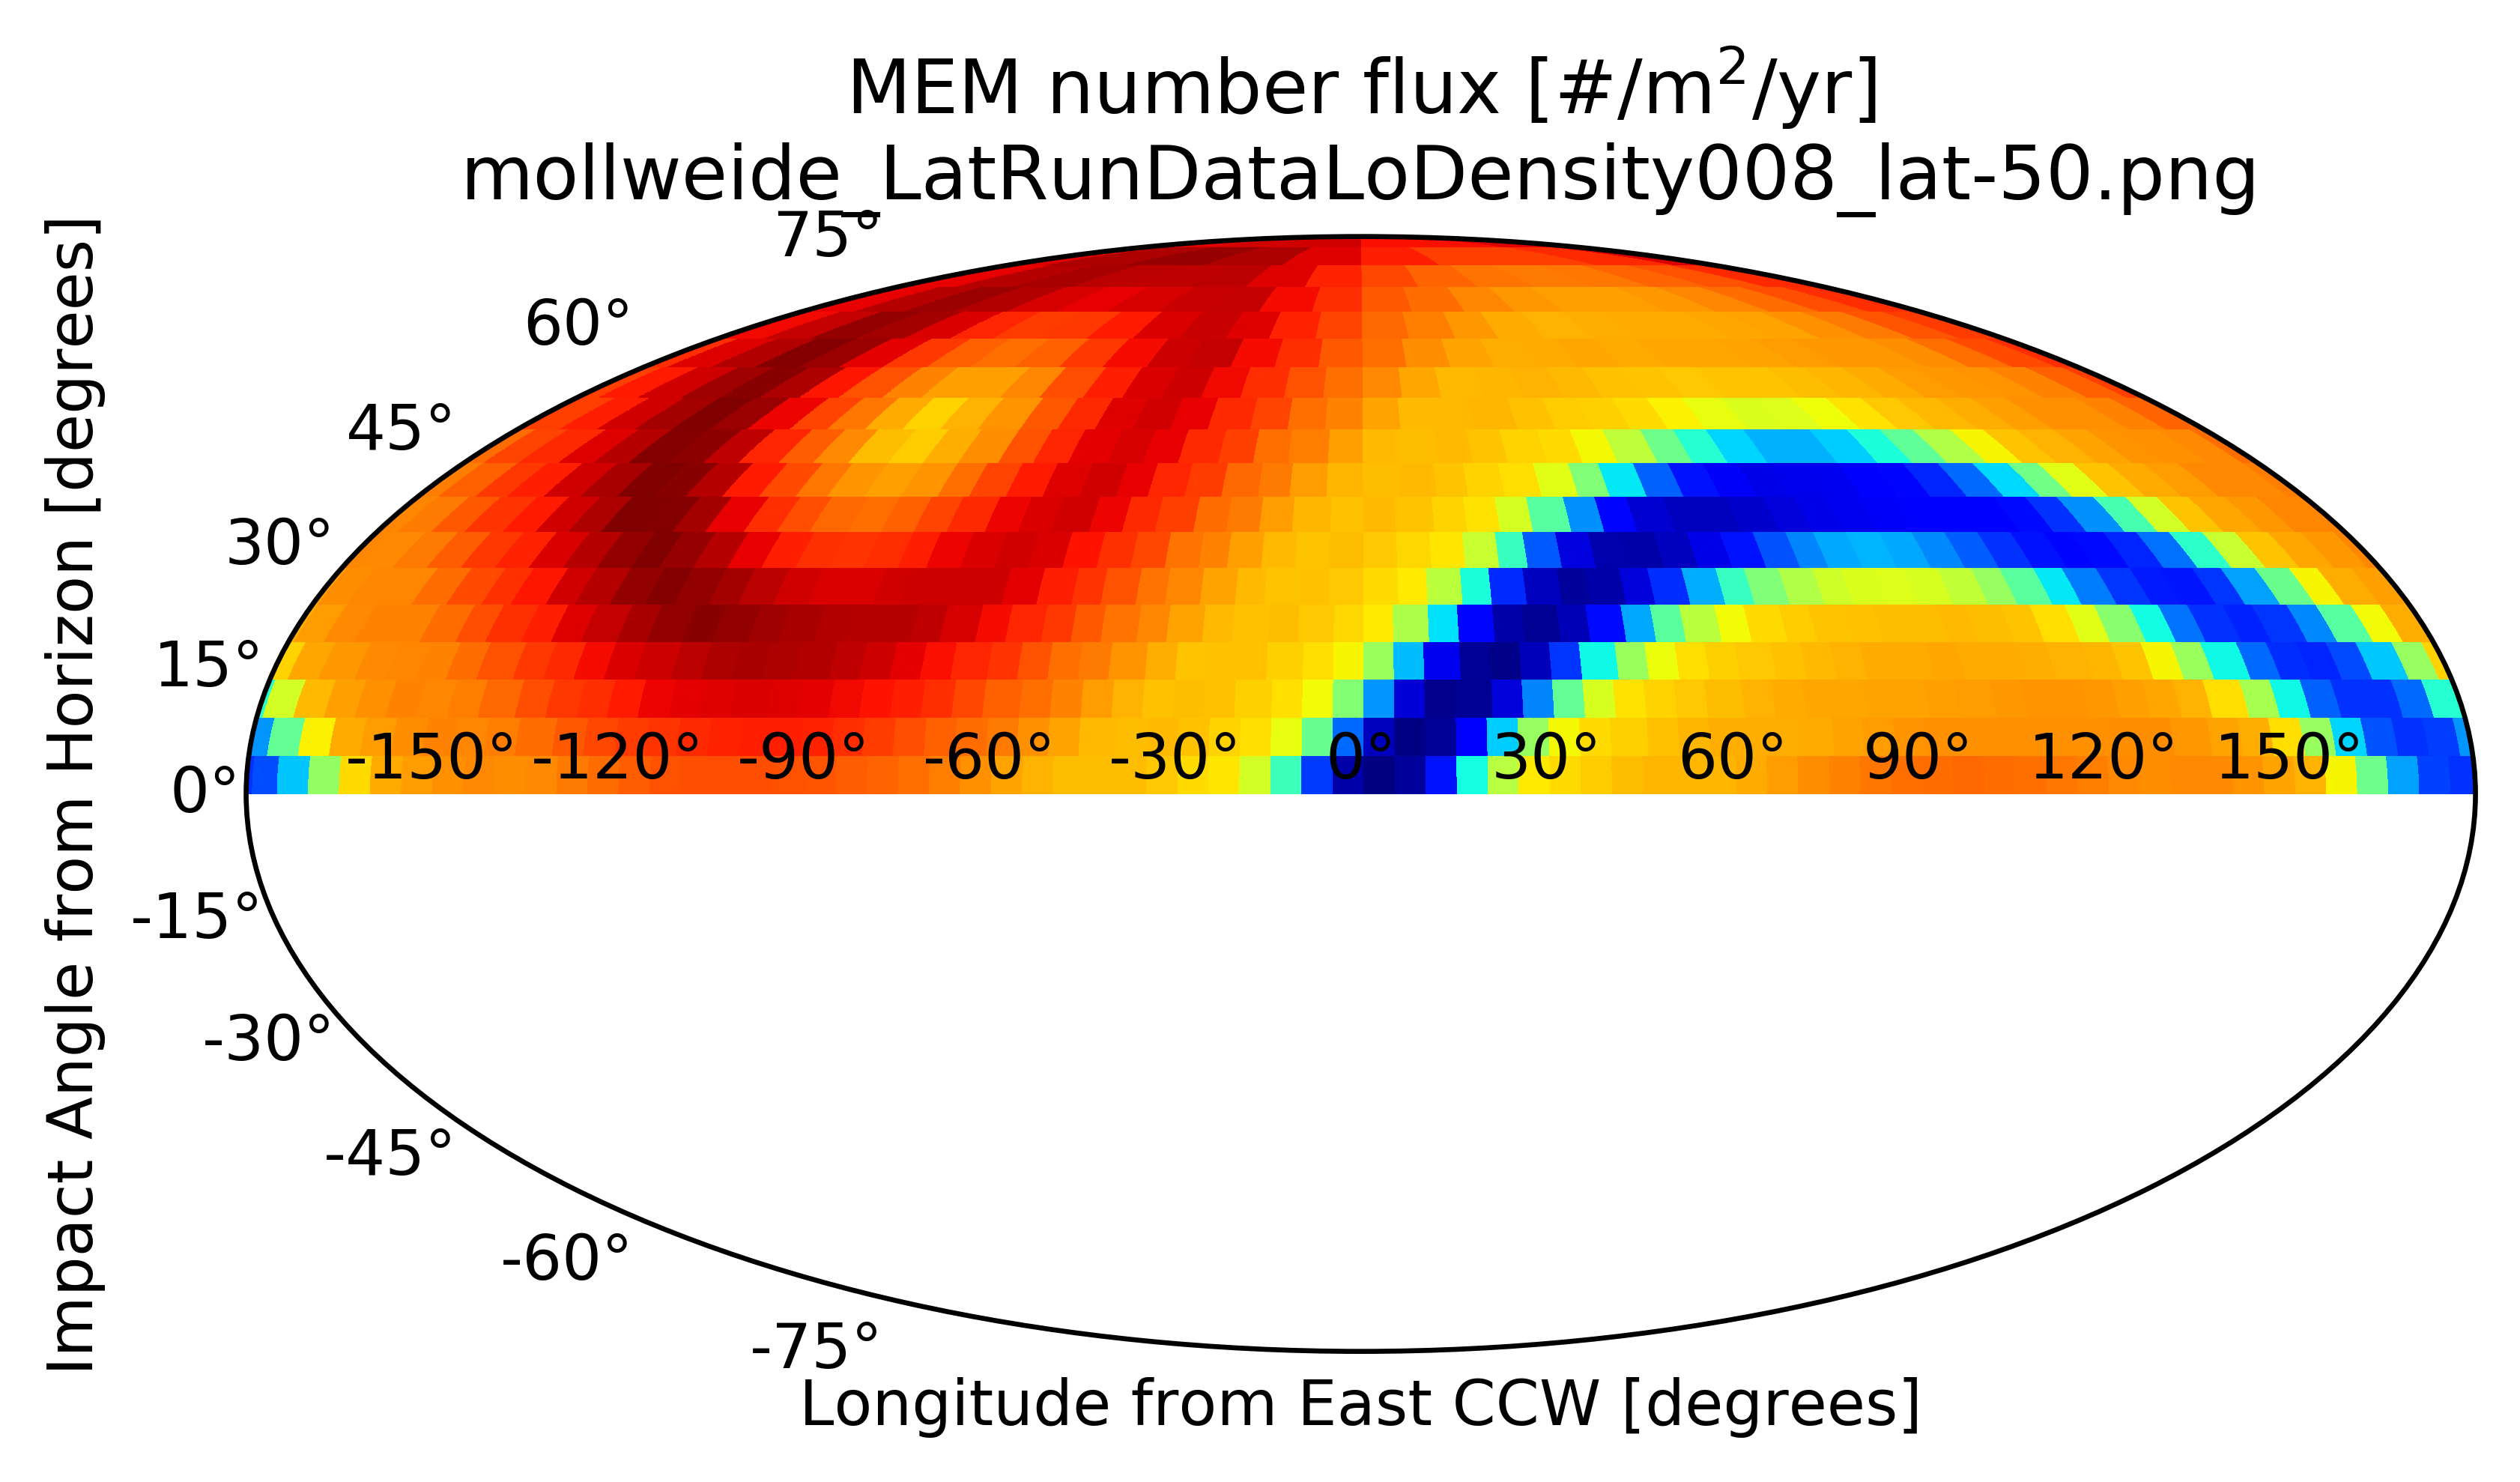 MEM number flux [#/m²/yr]
mollweide_LatRunDataLoDensity008_lat-50.png
Impact Angle from Horizon [degrees]
75°
60°
45°
30°
15°
0°
-15°
-30°
-45°
-60°
-75°
-150° -120° -90° -60° -30° 0° 30° 60° 90° 120° 150°
Longitude from East CCW [degrees]